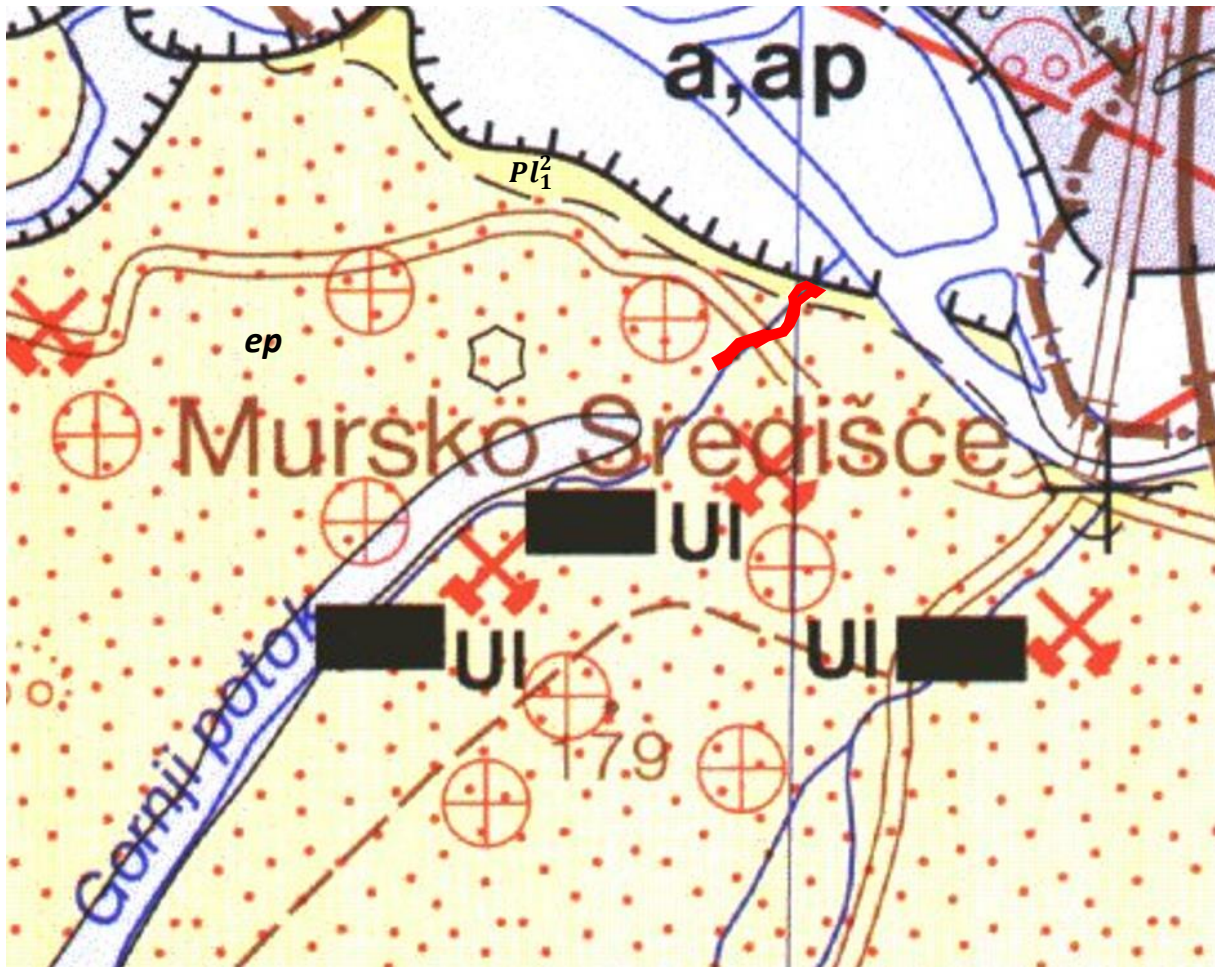 a,ap
Pl₁²
ep
Mursko Središće
Ul
Ul
Ul
Gornji potok
179